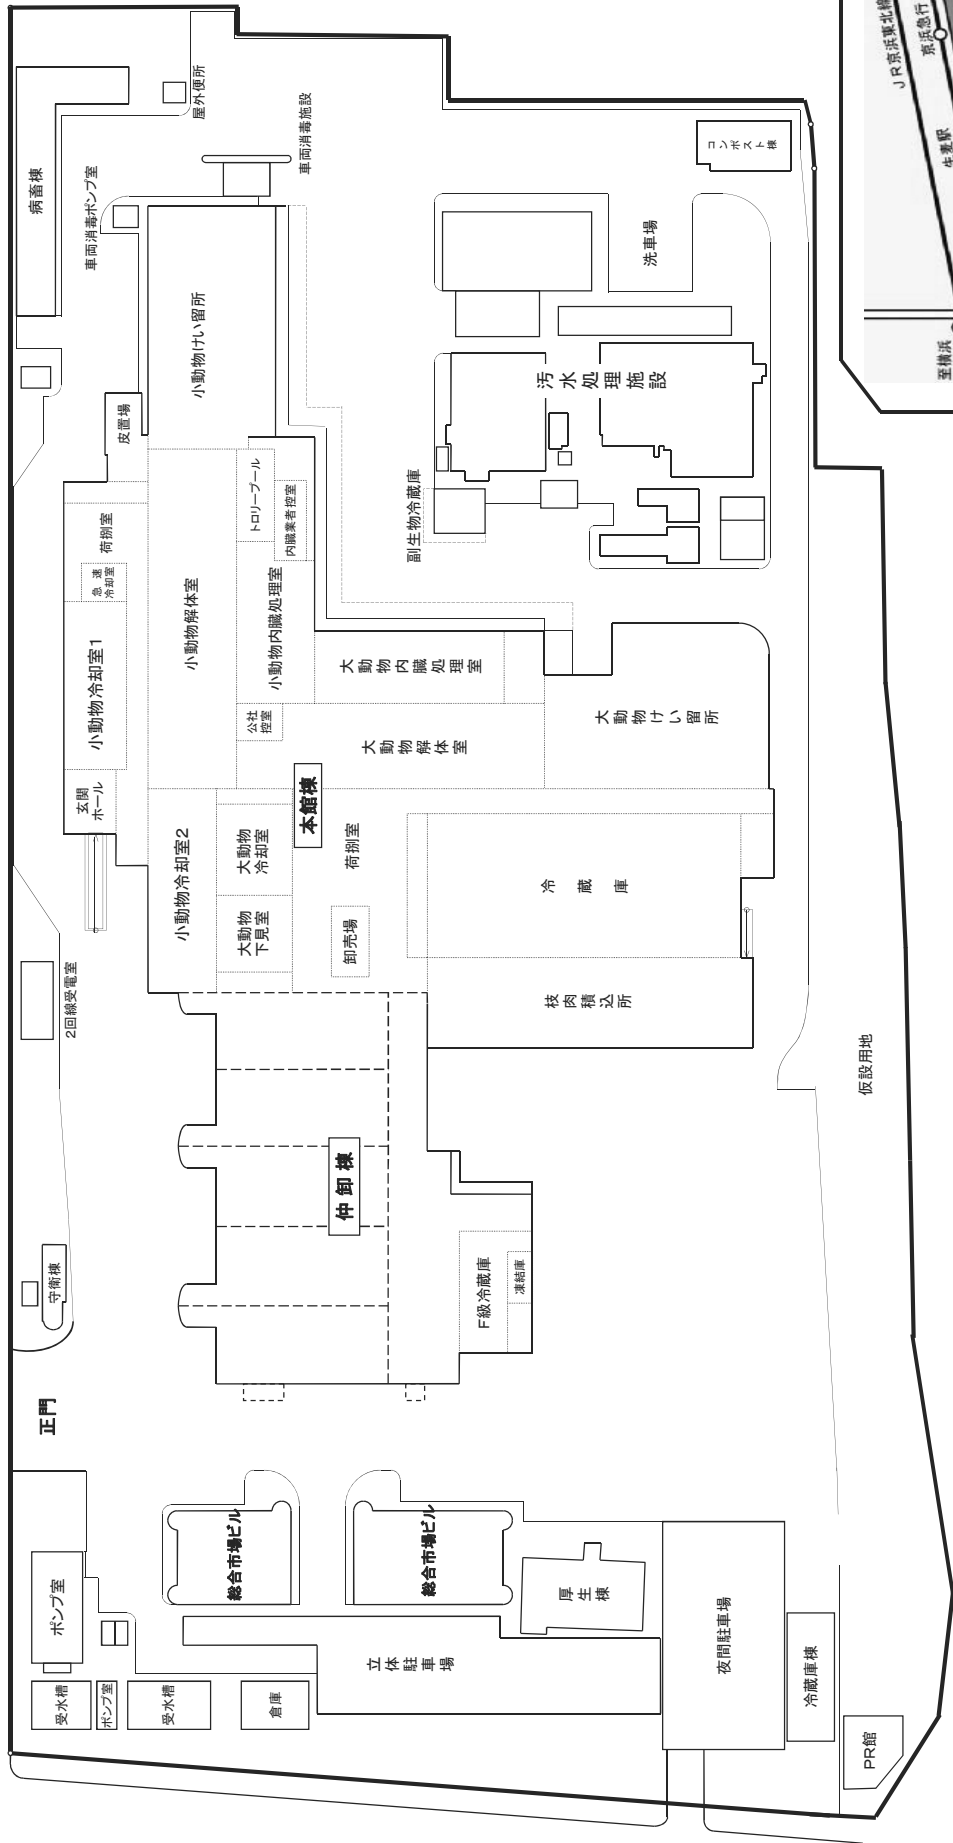 JR京浜東北線
京浜急行
生麦駅
至横浜
屋外便所
車両消毒施設
コンポスト棟
病畜棟
車両消毒ポンプ室
洗車場
小動物けい留所
汚水処理施設
皮置場
トロリープール
内臓業者控室
副生物冷蔵庫
荷捌室
急速
冷却室
小動物解体室
小動物内臓処理室
小動物冷却室1
大動物内臓処理室
公社
控室
大動物解体室
大動物けい留所
玄関
ホール
本館棟
小動物冷却室2
大動物
冷却室
荷捌室
冷蔵庫
大動物
下見室
卸売場
2回線受電室
枝肉積込所
仮設用地
仲卸棟
守衛棟
F級冷蔵庫
凍結庫
正門
総合市場ビル
総合市場ビル
ポンプ室
厚生棟
立体駐車場
夜間駐車場
冷蔵庫棟
受水槽
ポンプ室
受水槽
倉庫
PR館